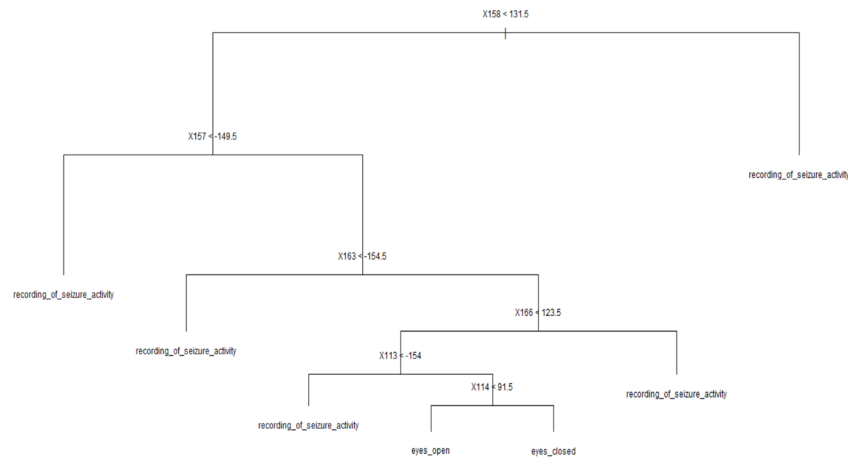 X158 < 131.5
X157 < -149.5
recording_of_seizure_activity
X163 < -154.5
recording_of_seizure_activity
X166 < 123.5
recording_of_seizure_activity
X113 < -154
X114 < 91.5
recording_of_seizure_activity
recording_of_seizure_activity
eyes_open
eyes_closed